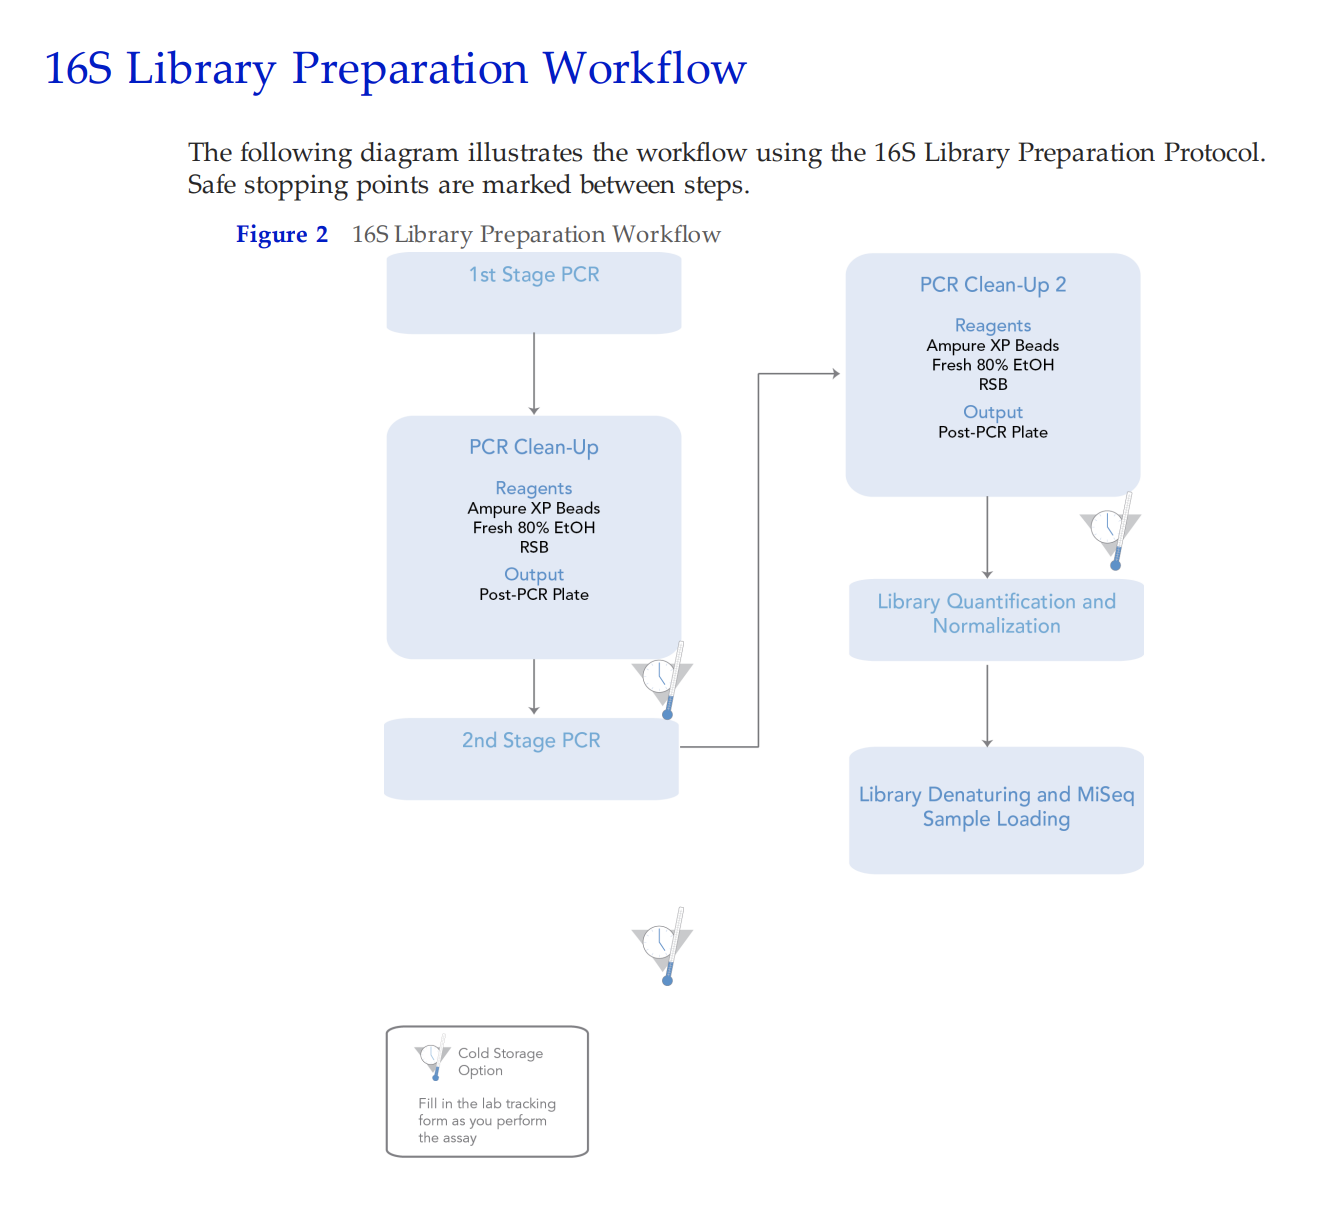 16S Library Preparation Workflow
The following diagram illustrates the workflow using the 16S Library Preparation Protocol.
Safe stopping points are marked between steps.
Figure 2 16S Library Preparation Workflow
1st Stage PCR
PCR Clean-Up
Reagents
Ampure XP Beads
Fresh 80% EtOH
RSB
Output
Post-PCR Plate
2nd Stage PCR
PCR Clean-Up 2
Reagents
Ampure XP Beads
Fresh 80% EtOH
RSB
Output
Post-PCR Plate
Library Quantification and
Normalization
Library Denaturing and MiSeq
Sample Loading
Cold Storage
Option
Fill in the lab tracking
form as you perform
the assay